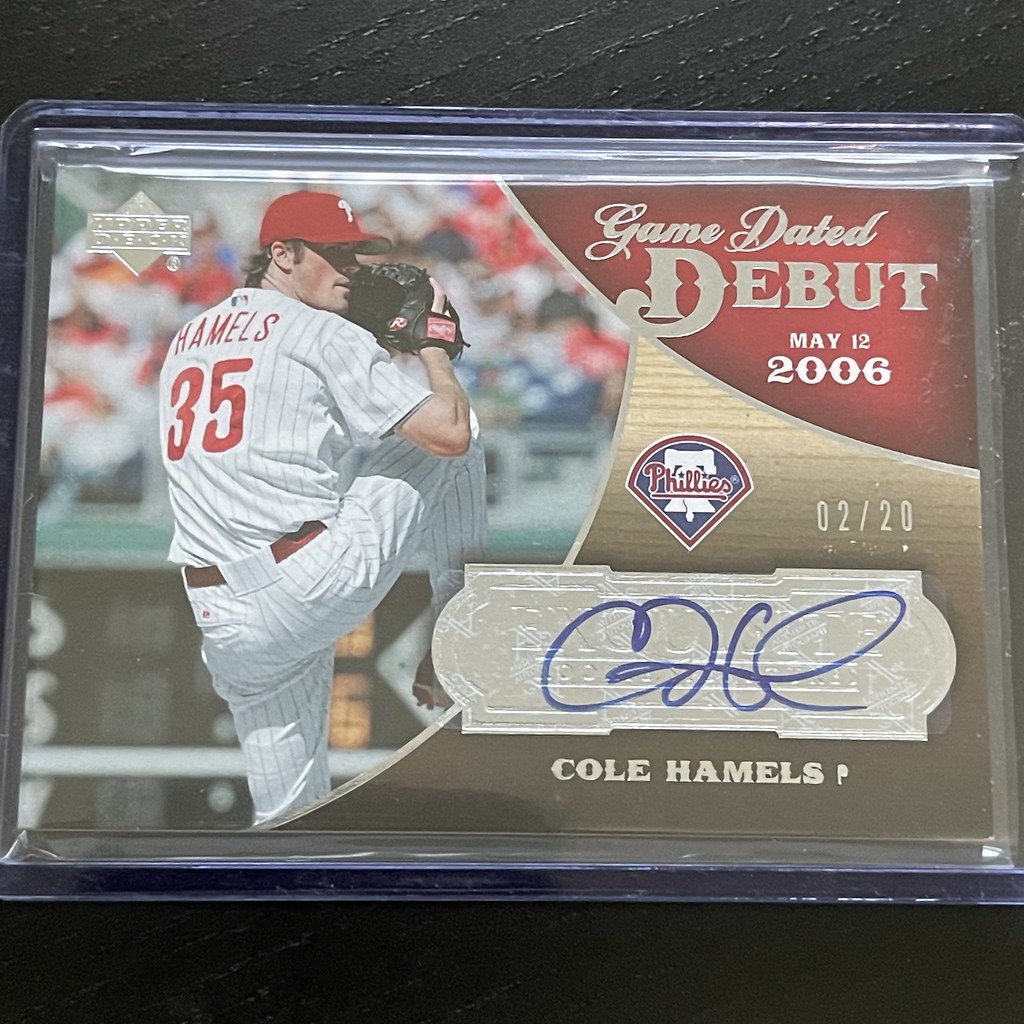 UPPER
DECK
®
HAMELS
35
P
R
Game Dated
DEBUT
MAY 12
2006
Phillies
02/20
COLE HAMELS P